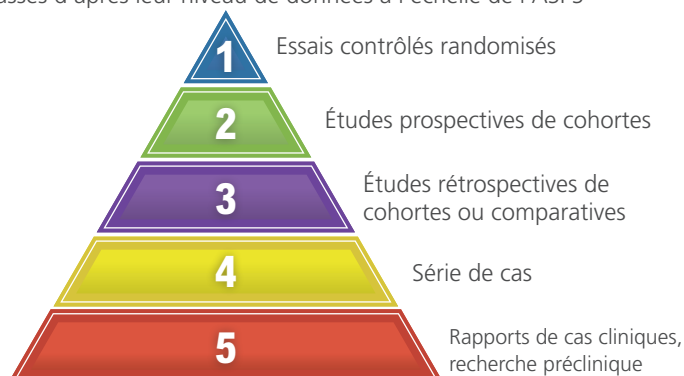 d'après leur niveau de données à l'échelle de l'ASPS
1 Essais contrôlés randomisés
2 Études prospectives de cohortes
3 Études rétrospectives de
cohortes ou comparatives
4 Série de cas
5 Rapports de cas cliniques,
recherche préclinique